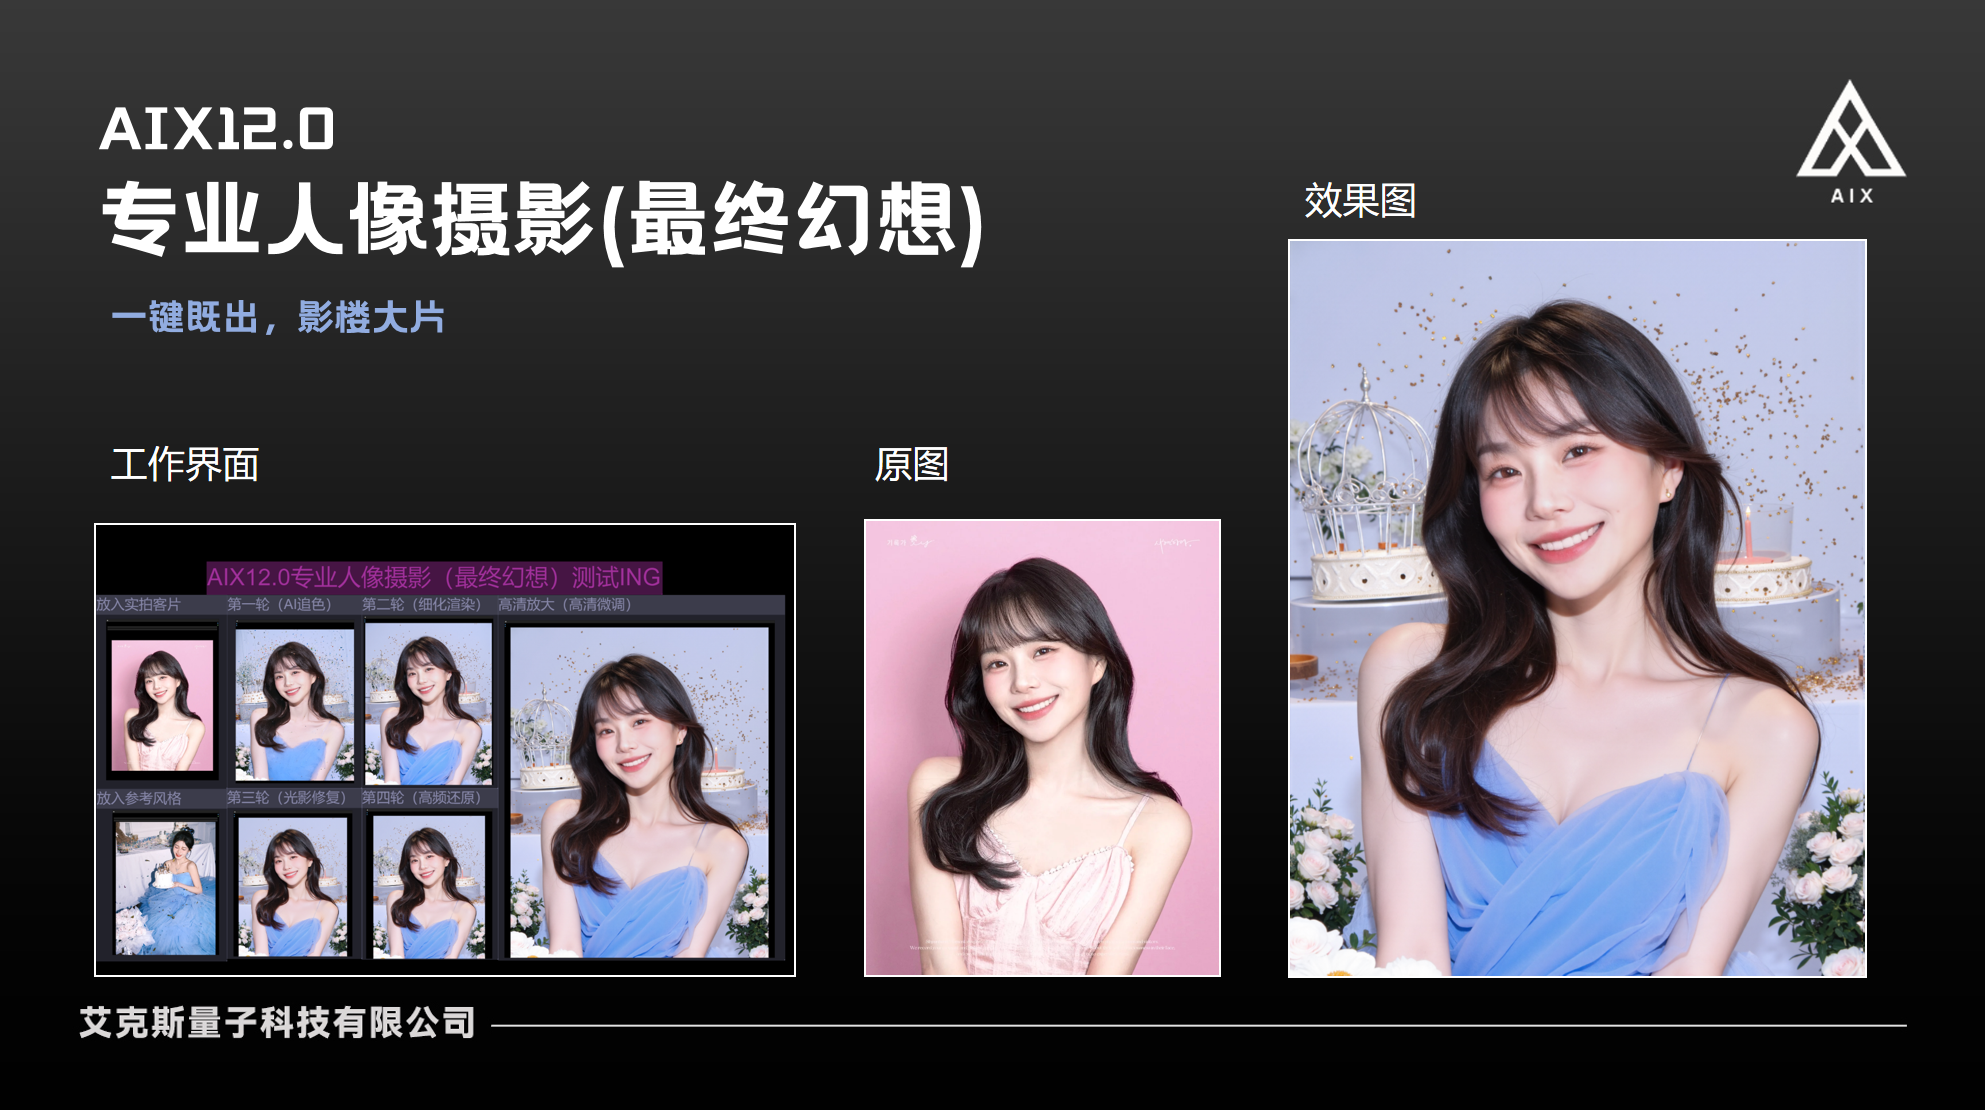 AIX12.0
专业人像摄影(最终幻想)
一键既出，影楼大片
AIX
效果图
工作界面
原图
AIX12.0专业人像摄影（最终幻想）测试ING
放入实拍客片
第一轮（AI追色）
第二轮（细化渲染）
高清放大（高清微调）
放入参考风格
第三轮（光影修复）
第四轮（高频还原）
艾克斯量子科技有限公司